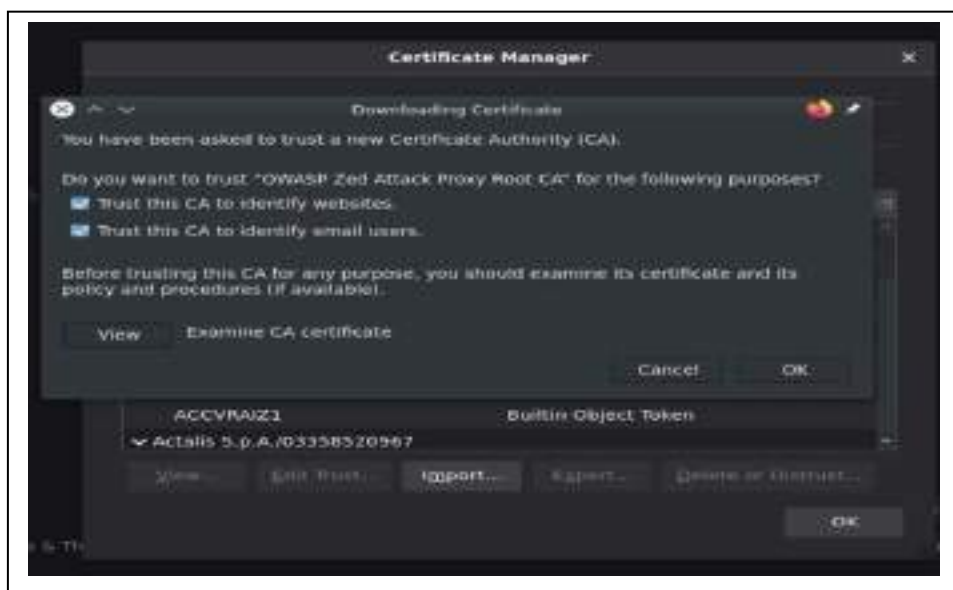 Certificate Manager
Downloading Certificate
You have been asked to trust a new Certificate Authority (CA).
Do you want to trust "OWASP Zed Attack Proxy Root CA" for the following purposes?
Trust this CA to identify websites.
Trust this CA to identify email users.
Before trusting this CA for any purpose, you should examine its certificate and its
policy and procedures (if available).
View Examine CA certificate
Cancel OK
ACCVRAIZ1 Builtin Object Token
Actalis S.p.A./03358520967
View... Edit Trust... Import... Export... Delete or Distrust...
OK